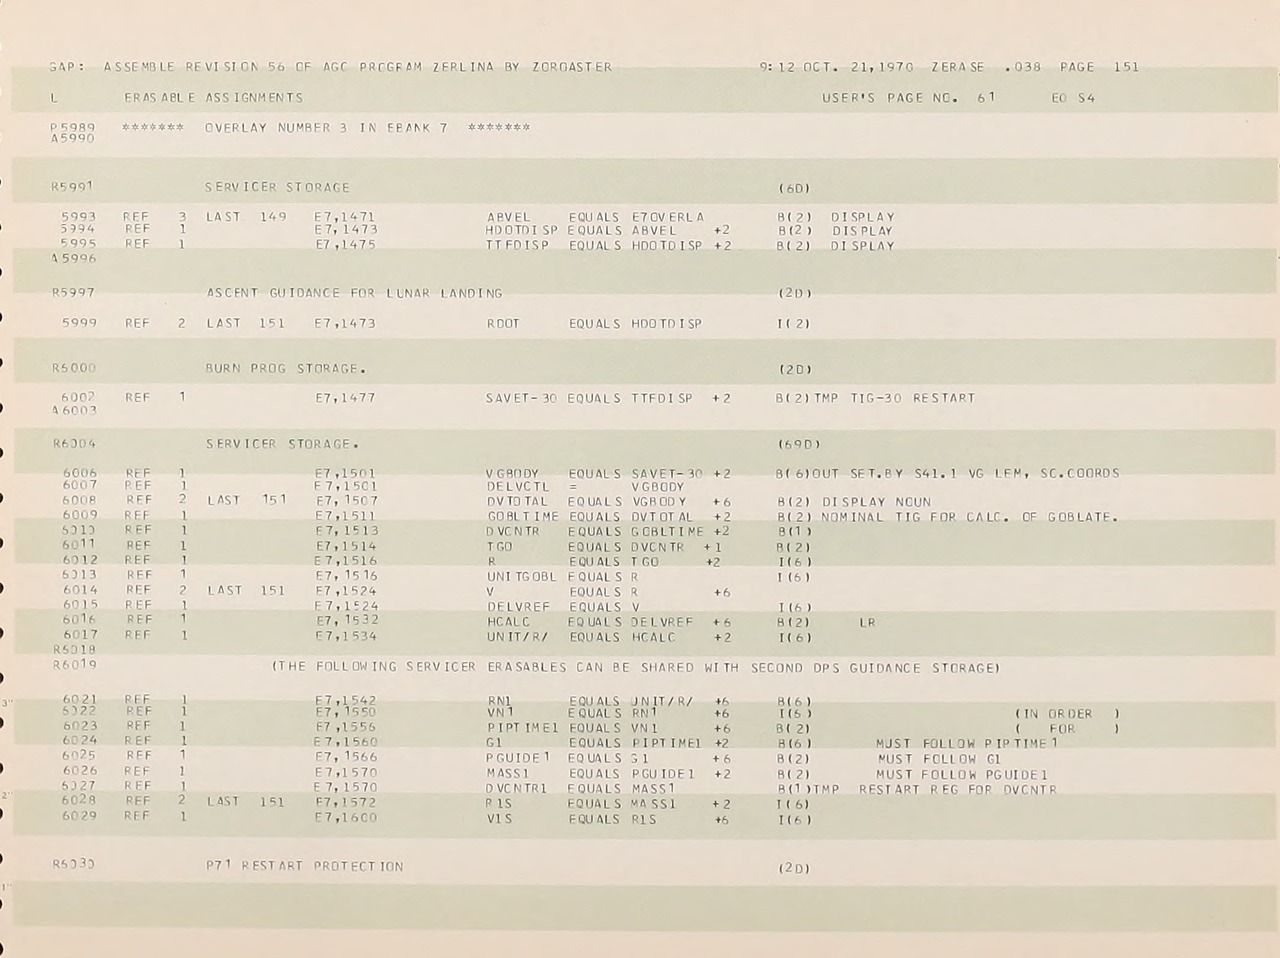 GAP: ASSEMBLE REVISION 56 OF AGC PROGRAM ZERLINA BY ZOROASTER 9:12 OCT. 21,1970 ZERASE .038 PAGE 151
L ERASABLE ASSIGNMENTS USER'S PAGE NO. 61 E0 S4
P5989 ******* OVERLAY NUMBER 3 IN EBANK 7 *******
A5990
R5991 SERVICER STORAGE (6D)
5993 REF 3 LAST 149 E7,1471 ABVEL EQUALS E7OVERLA B(2) DISPLAY
5994 REF 1 E7,1473 HDOTDISP EQUALS ABVEL +2 B(2) DISPLAY
5995 REF 1 E7,1475 TTFDISP EQUALS HDOTDISP +2 B(2) DISPLAY
A5996
R5997 ASCENT GUIDANCE FOR LUNAR LANDING (2D)
5999 REF 2 LAST 151 E7,1473 RDOT EQUALS HDOTDISP I(2)
R6000 BURN PROG STORAGE. (2D)
6002 REF 1 E7,1477 SAVET-30 EQUALS TTFDISP +2 B(2)TMP TIG-30 RESTART
A6003
R6004 SERVICER STORAGE. (69D)
6006 REF 1 E7,1501 VGBODY EQUALS SAVET-30 +2 B(6)OUT SET.BY S41.1 VG LEM, SC.COORDS
6007 REF 1 E7,1501 DELVCTL = VGBODY
6008 REF 2 LAST 151 E7,1507 DVTOTAL EQUALS VGBODY +6 B(2) DISPLAY NOUN
6009 REF 1 E7,1511 GOBLTIME EQUALS DVTOTAL +2 B(2) NOMINAL TIG FOR CALC. OF GOBLATE.
6010 REF 1 E7,1513 DVCNTR EQUALS GOBLTIME +2 B(1)
6011 REF 1 E7,1514 TGO EQUALS DVCNTR +1 B(2)
6012 REF 1 E7,1516 R EQUALS TGO +2 I(6)
6013 REF 1 E7,1516 UNITGOBL EQUALS R I(6)
6014 REF 2 LAST 151 E7,1524 V EQUALS R +6
6015 REF 1 E7,1524 DELVREF EQUALS V I(6)
6016 REF 1 E7,1532 HCALC EQUALS DELVREF +6 B(2) LR
6017 REF 1 E7,1534 UNIT/R/ EQUALS HCALC +2 I(6)
R6018
R6019 (THE FOLLOWING SERVICER ERASABLES CAN BE SHARED WITH SECOND DPS GUIDANCE STORAGE)
6021 REF 1 E7,1542 RN1 EQUALS UNIT/R/ +6 B(6)
6022 REF 1 E7,1550 VN1 EQUALS RN1 +6 I(6) (IN ORDER )
6023 REF 1 E7,1556 PIPTIME1 EQUALS VN1 +6 B(2) ( FOR )
6024 REF 1 E7,1560 G1 EQUALS PIPTIME1 +2 B(6) MUST FOLLOW PIPTIME1
6025 REF 1 E7,1566 PGUIDE1 EQUALS G1 +6 B(2) MUST FOLLOW G1
6026 REF 1 E7,1570 MASS1 EQUALS PGUIDE1 +2 B(2) MUST FOLLOW PGUIDE1
6027 REF 1 E7,1570 DVCNTR1 EQUALS MASS1 B(1)TMP RESTART REG FOR DVCNTR
6028 REF 2 LAST 151 E7,1572 R1S EQUALS MASS1 +2 I(6)
6029 REF 1 E7,1600 V1S EQUALS R1S +6 I(6)
R6030 P71 RESTART PROTECTION (2D)
3"
2"
1"